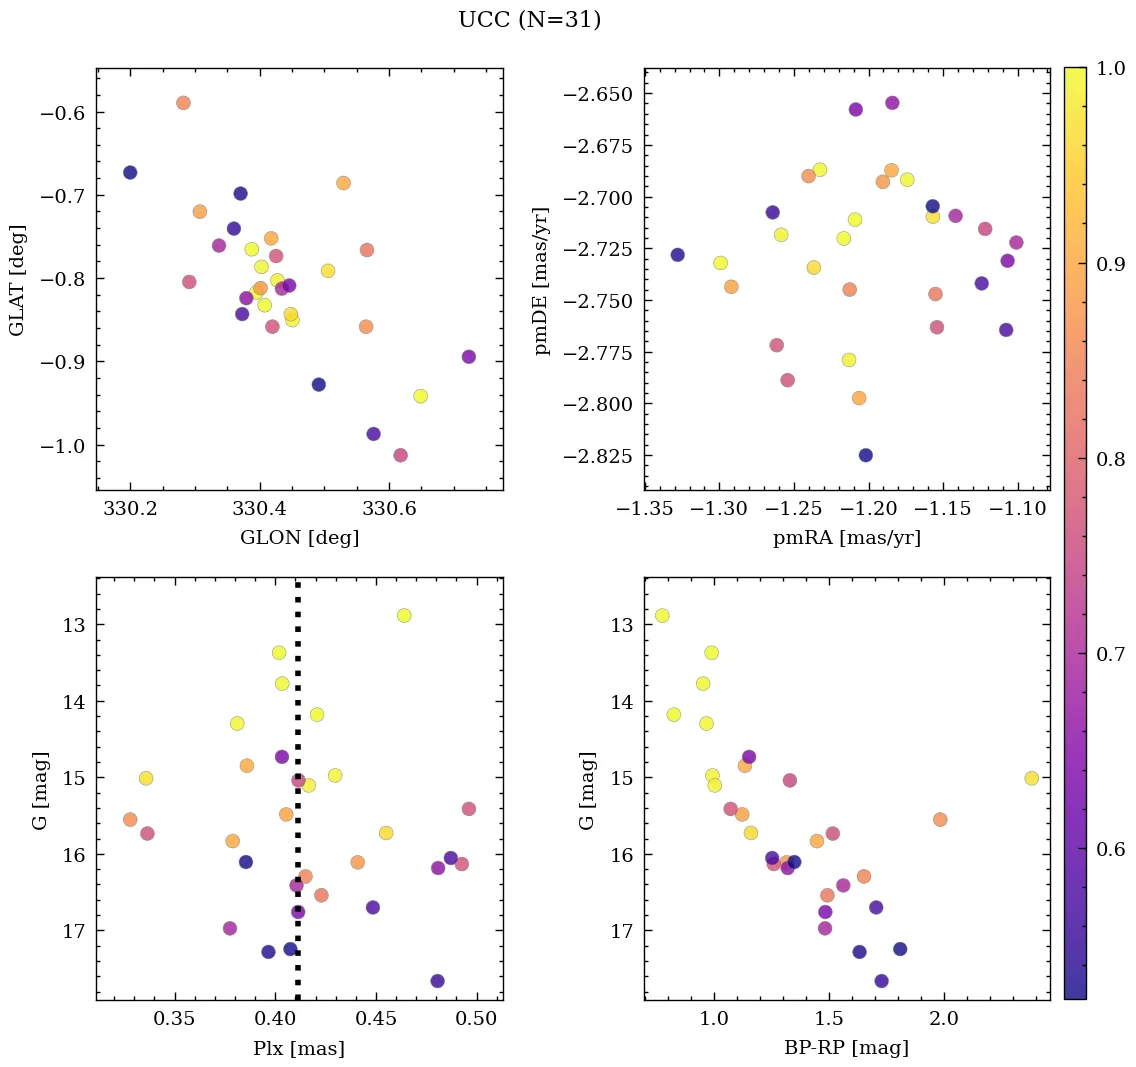 UCC (N=31)
−0.6
−0.7
−0.8
−0.9
−1.0
GLAT [deg]
330.2 330.4 330.6
GLON [deg]
−2.650
−2.675
−2.700
−2.725
−2.750
−2.775
−2.800
−2.825
pmDE [mas/yr]
−1.35 −1.30 −1.25 −1.20 −1.15 −1.10
pmRA [mas/yr]
1.0
0.9
0.8
0.7
0.6
13
14
15
16
17
G [mag]
0.35 0.40 0.45 0.50
Plx [mas]
13
14
15
16
17
G [mag]
1.0 1.5 2.0
BP-RP [mag]